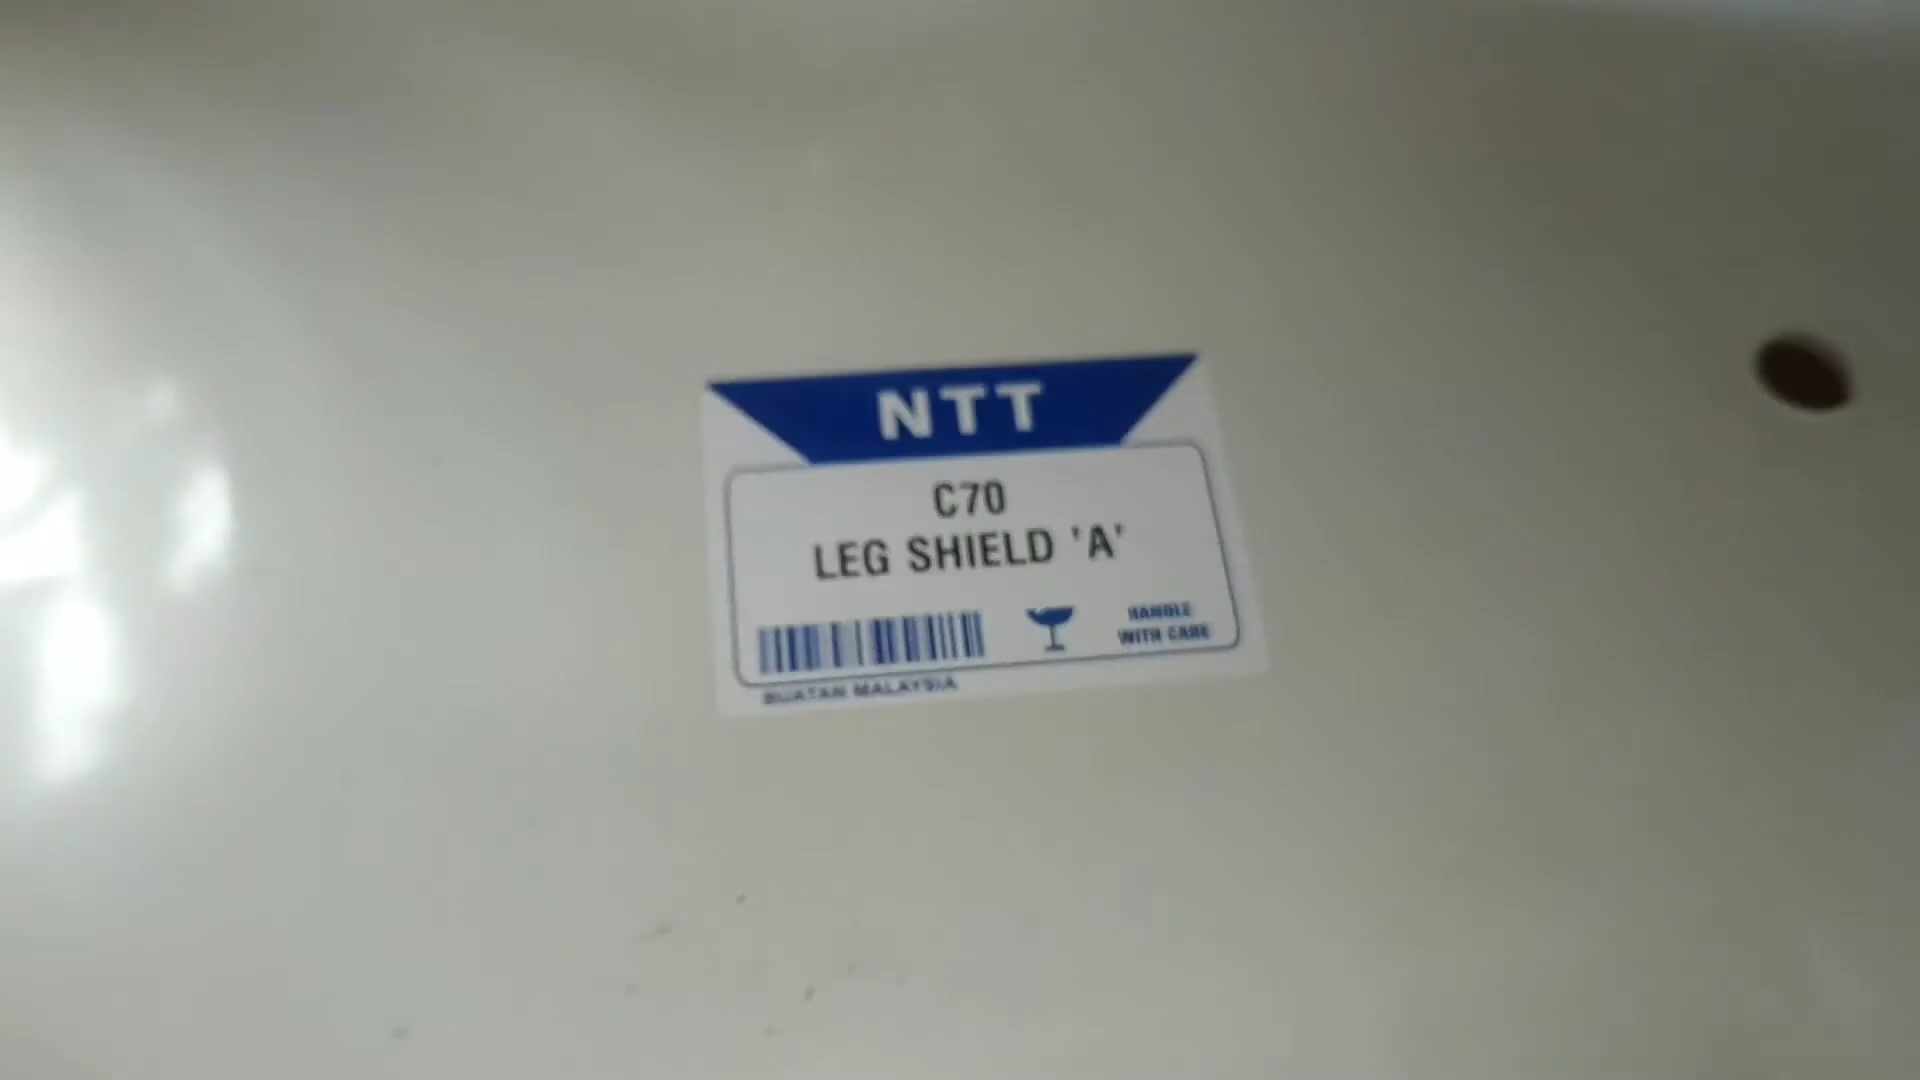 NTT
C70
LEG SHIELD 'A'
HANDLE
WITH CARE
BUATAN MALAYSIA